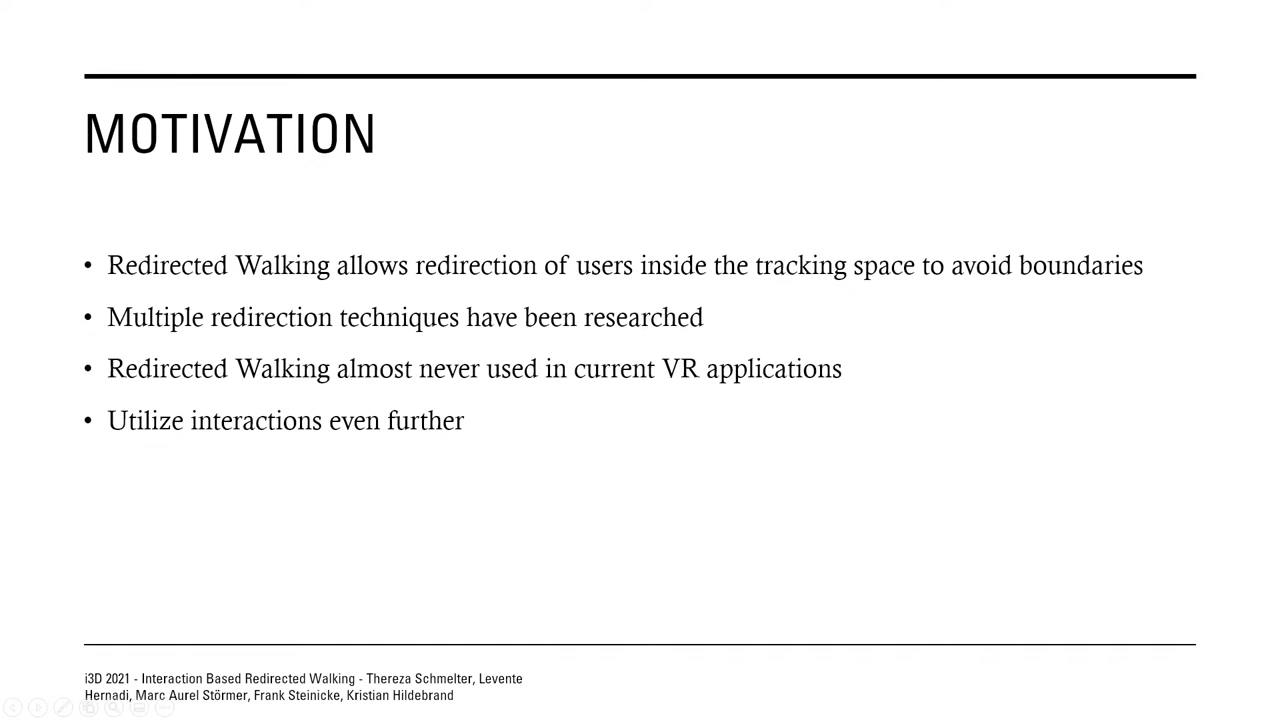 MOTIVATION
• Redirected Walking allows redirection of users inside the tracking space to avoid boundaries
• Multiple redirection techniques have been researched
• Redirected Walking almost never used in current VR applications
• Utilize interactions even further
i3D 2021 - Interaction Based Redirected Walking - Thereza Schmelter, Levente
Hernadi, Marc Aurel Störmer, Frank Steinicke, Kristian Hildebrand